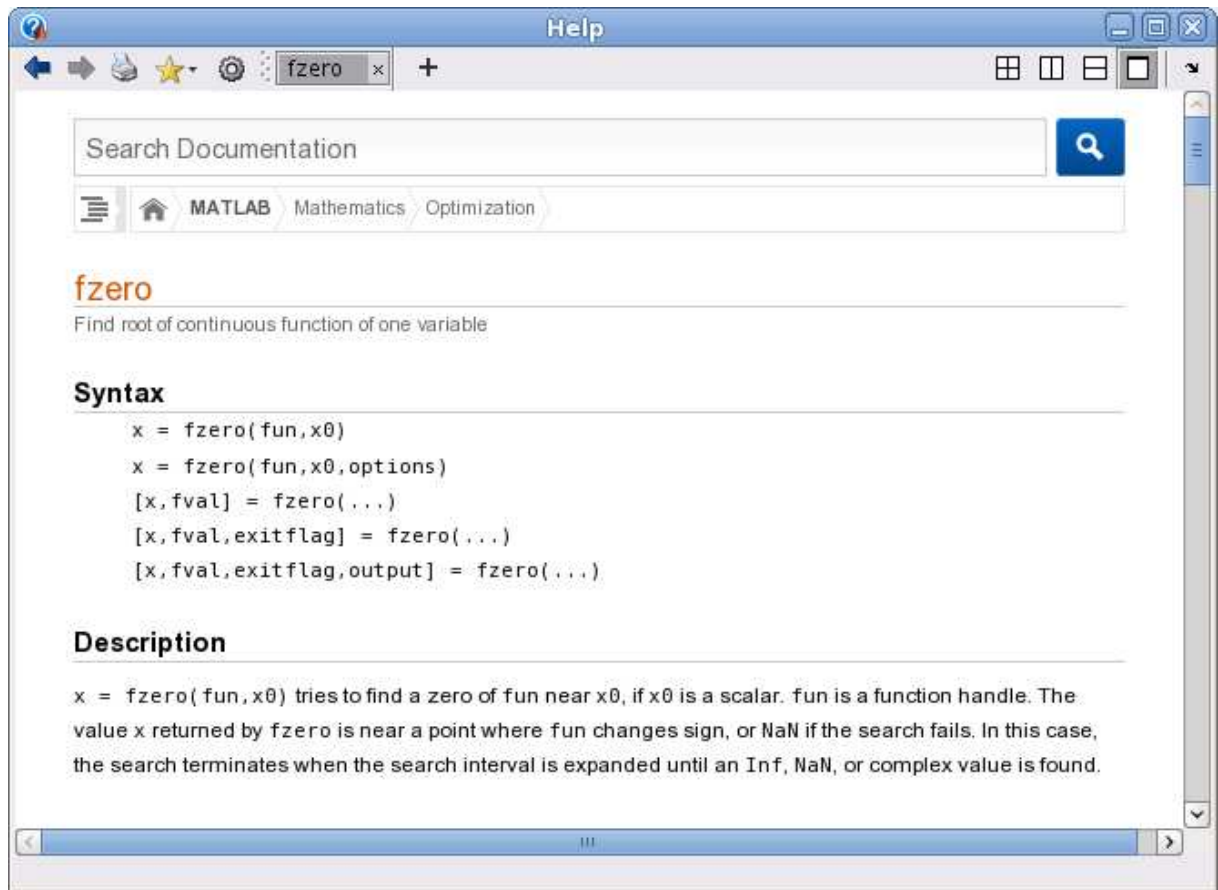 Help
fzero
Search Documentation
MATLAB Mathematics Optimization
fzero
Find root of continuous function of one variable
Syntax
x = fzero(fun,x0)
x = fzero(fun,x0,options)
[x,fval] = fzero(...)
[x,fval,exitflag] = fzero(...)
[x,fval,exitflag,output] = fzero(...)
Description
x = fzero(fun,x0) tries to find a zero of fun near x0, if x0 is a scalar. fun is a function handle. The
value x returned by fzero is near a point where fun changes sign, or NaN if the search fails. In this case,
the search terminates when the search interval is expanded until an Inf, NaN, or complex value is found.